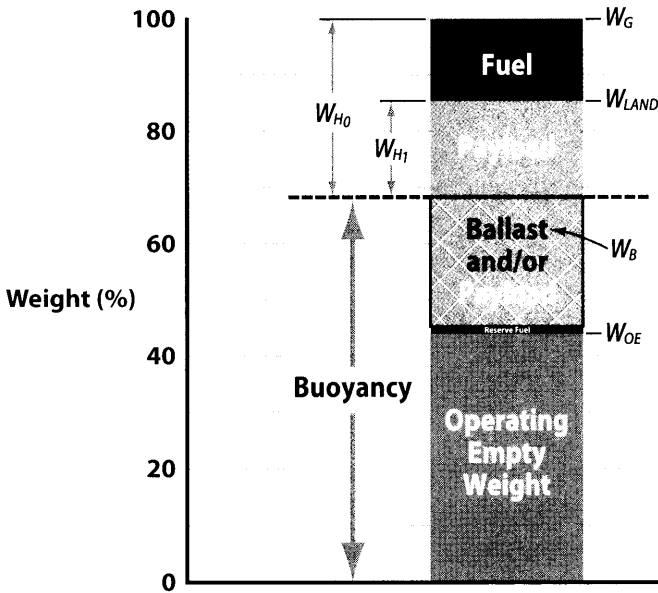 100
80
60
40
20
0
Weight (%)
W_G
Fuel
W_LAND
W_H0
W_H1
Payload
Ballast
and/or
Payload
W_B
Reserve Fuel
W_OE
Buoyancy
Operating
Empty
Weight